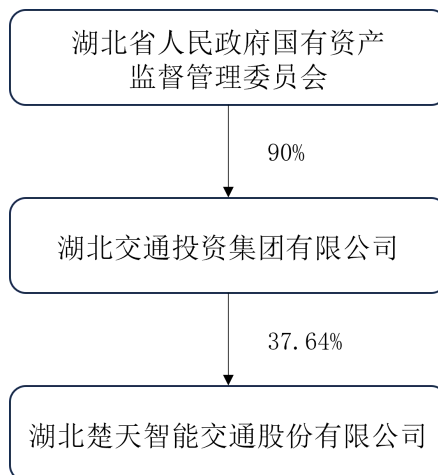 湖北省人民政府国有资产
监督管理委员会
90%
湖北交通投资集团有限公司
37.64%
湖北楚天智能交通股份有限公司